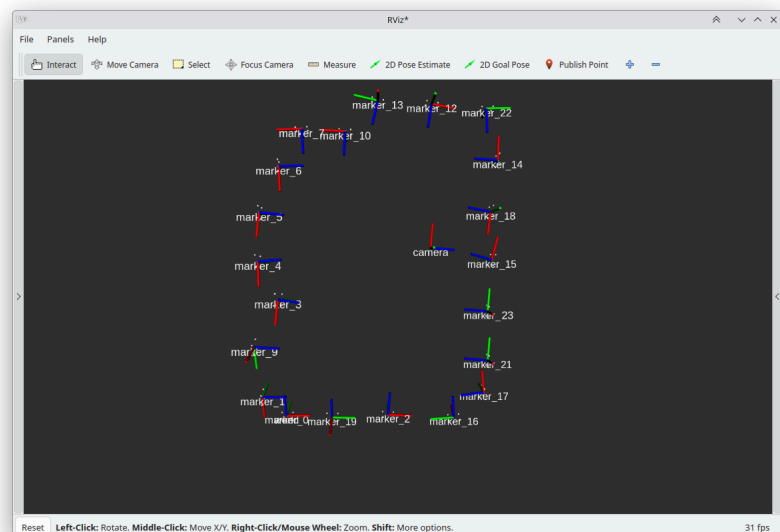 RViz*
File Panels Help
Interact Move Camera Select Focus Camera Measure 2D Pose Estimate 2D Goal Pose Publish Point
marker_13
marker_12
marker_22
marker_7
marker_10
marker_6
marker_14
marker_5
marker_18
camera
marker_4
marker_15
marker_3
marker_23
marker_9
marker_21
marker_1
marker_17
marker_0
marker_19
marker_2
marker_16
Reset Left-Click: Rotate. Middle-Click: Move X/Y. Right-Click/Mouse Wheel: Zoom. Shift: More options. 31 fps